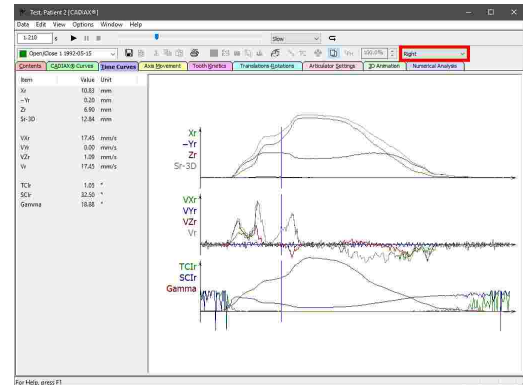 Test, Patient 2 [CADIAX®]
Data Edit View Options Window Help
1-210 Slow
Open/Close 1 1992-05-15 100.0% Right
Contents CADIAX® Curves Time Curves Axis Movement Tooth Kinetics Translations-Rotations Articulator Settings 3D Animation Numerical Analysis
Item Value Unit
Xr 10.83 mm
-Yr 0.20 mm
Zr 6.90 mm
Sr-3D 12.84 mm
VXr 17.45 mm/s
VYr 0.00 mm/s
VZr 1.09 mm/s
Vr 17.45 mm/s
TCIr 1.05 °
SCIr 32.50 °
Gamma 18.88 °
Xr
-Yr
Zr
Sr-3D
VXr
VYr
VZr
Vr
TCIr
SCIr
Gamma
For Help, press F1